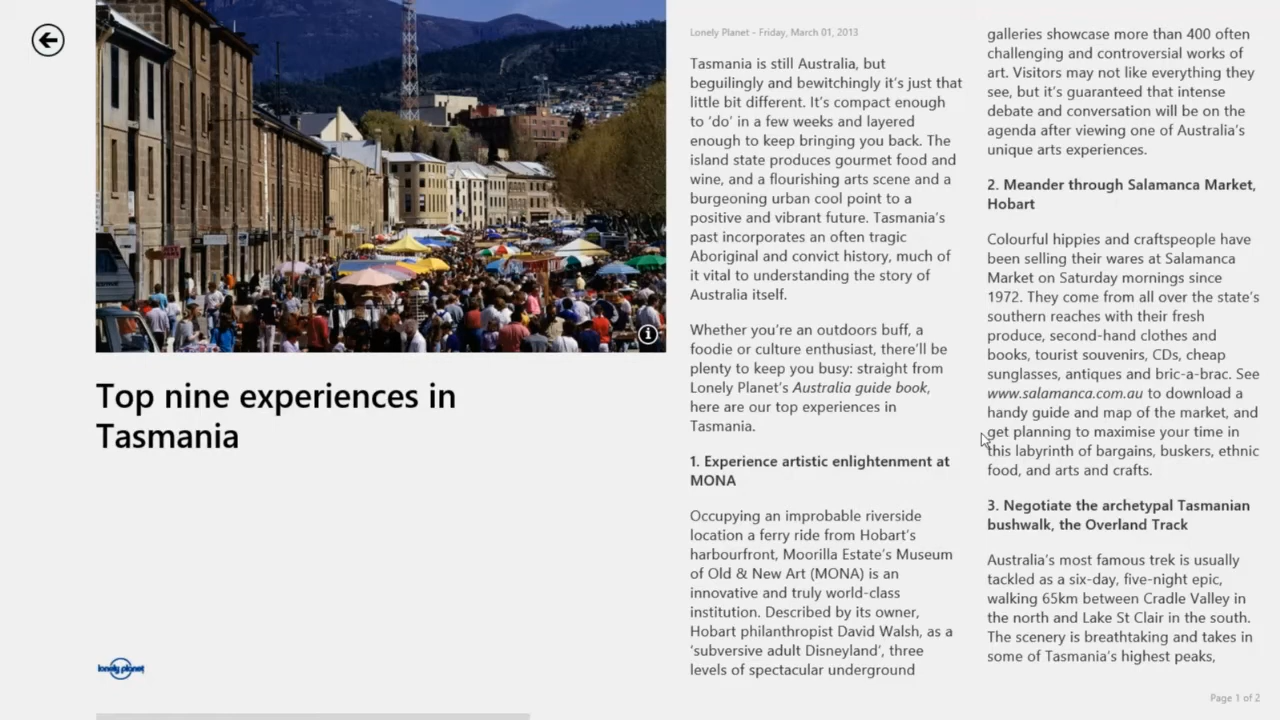 Top nine experiences in
Tasmania
lonely planet
Lonely Planet - Friday, March 01, 2013
Tasmania is still Australia, but
beguilingly and bewitchingly it's just that
little bit different. It's compact enough
to 'do' in a few weeks and layered
enough to keep bringing you back. The
island state produces gourmet food and
wine, and a flourishing arts scene and a
burgeoning urban cool point to a
positive and vibrant future. Tasmania's
past incorporates an often tragic
Aboriginal and convict history, much of
it vital to understanding the story of
Australia itself.
Whether you're an outdoors buff, a
foodie or culture enthusiast, there'll be
plenty to keep you busy: straight from
Lonely Planet's Australia guide book,
here are our top experiences in
Tasmania.
1. Experience artistic enlightenment at
MONA
Occupying an improbable riverside
location a ferry ride from Hobart's
harbourfront, Moorilla Estate's Museum
of Old & New Art (MONA) is an
innovative and truly world-class
institution. Described by its owner,
Hobart philanthropist David Walsh, as a
'subversive adult Disneyland', three
levels of spectacular underground
galleries showcase more than 400 often
challenging and controversial works of
art. Visitors may not like everything they
see, but it's guaranteed that intense
debate and conversation will be on the
agenda after viewing one of Australia's
unique arts experiences.
2. Meander through Salamanca Market,
Hobart
Colourful hippies and craftspeople have
been selling their wares at Salamanca
Market on Saturday mornings since
1972. They come from all over the state's
southern reaches with their fresh
produce, second-hand clothes and
books, tourist souvenirs, CDs, cheap
sunglasses, antiques and bric-a-brac. See
www.salamanca.com.au to download a
handy guide and map of the market, and
get planning to maximise your time in
this labyrinth of bargains, buskers, ethnic
food, and arts and crafts.
3. Negotiate the archetypal Tasmanian
bushwalk, the Overland Track
Australia's most famous trek is usually
tackled as a six-day, five-night epic,
walking 65km between Cradle Valley in
the north and Lake St Clair in the south.
The scenery is breathtaking and takes in
some of Tasmania's highest peaks,
Page 1 of 2